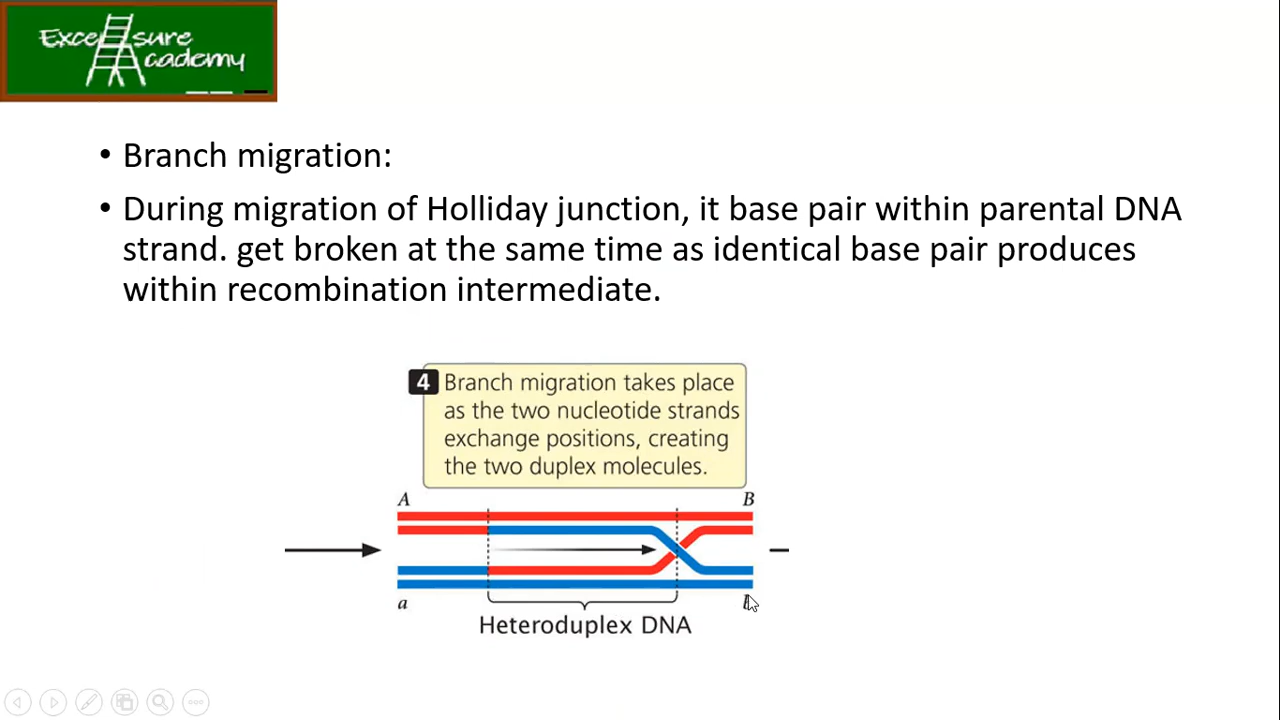 Excel sure
Academy
• Branch migration:
• During migration of Holliday junction, it base pair within parental DNA
strand. get broken at the same time as identical base pair produces
within recombination intermediate.
4 Branch migration takes place
as the two nucleotide strands
exchange positions, creating
the two duplex molecules.
A B
a
Heteroduplex DNA